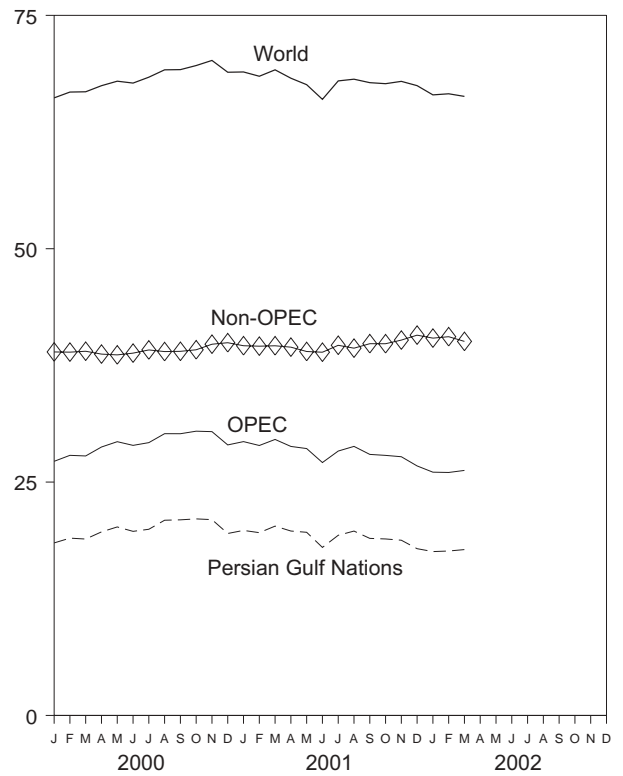 75
World
50
Non-OPEC
OPEC
25
Persian Gulf Nations
0
J F M A M J J A S O N D J F M A M J J A S O N D J F M A M J J A S O N D
2000 2001 2002